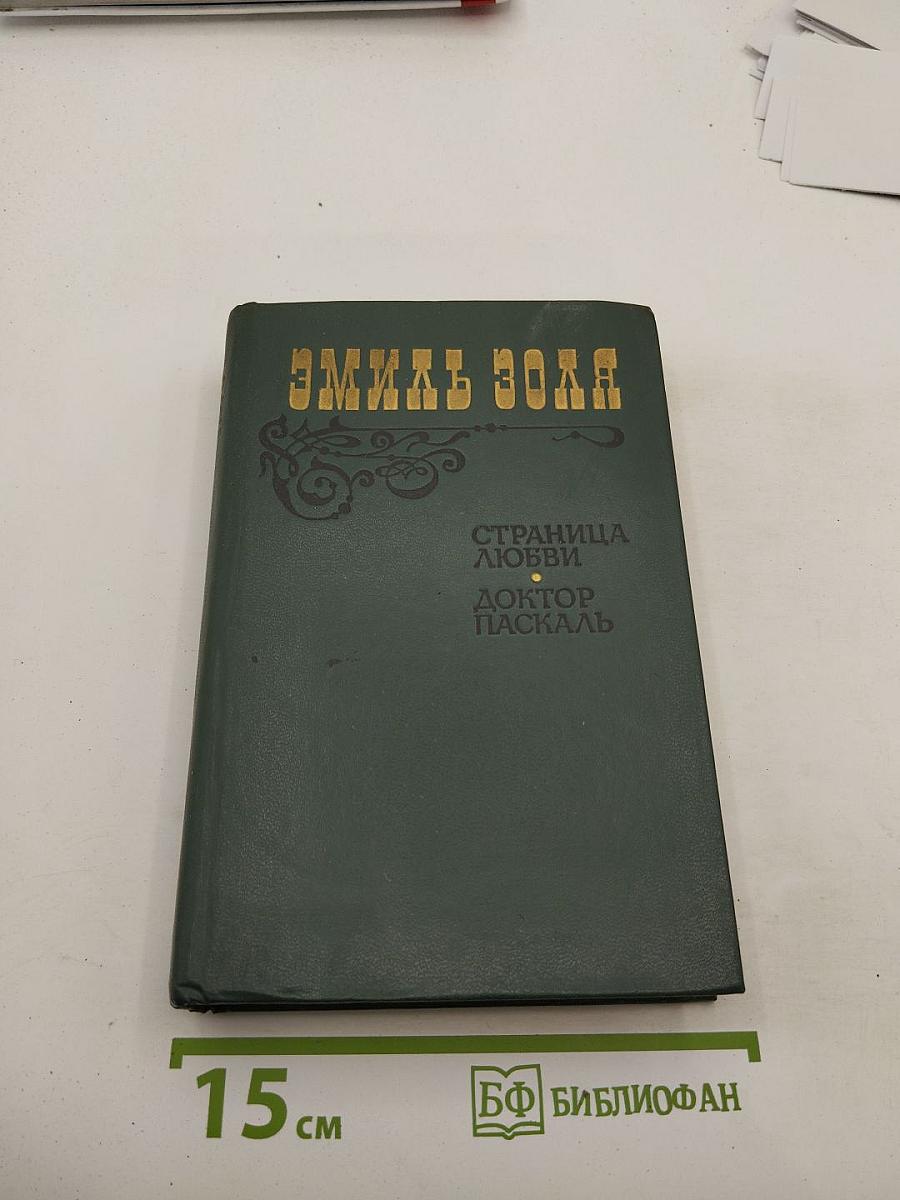 ЭМИЛЬ ЗОЛЯ
СТРАНИЦА
ЛЮБВИ
ДОКТОР
ПАСКАЛЬ
15 см
БФ БИБЛИОФАН